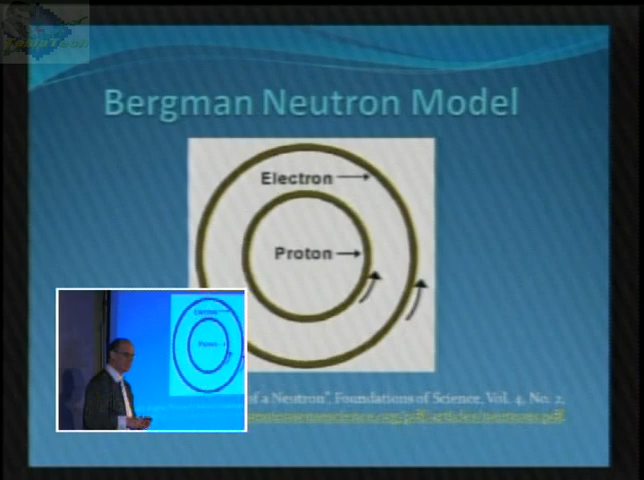 Bergman Neutron Model
Electron
Proton
of a Neutron", Foundations of Science, Vol. 4, No. 2,